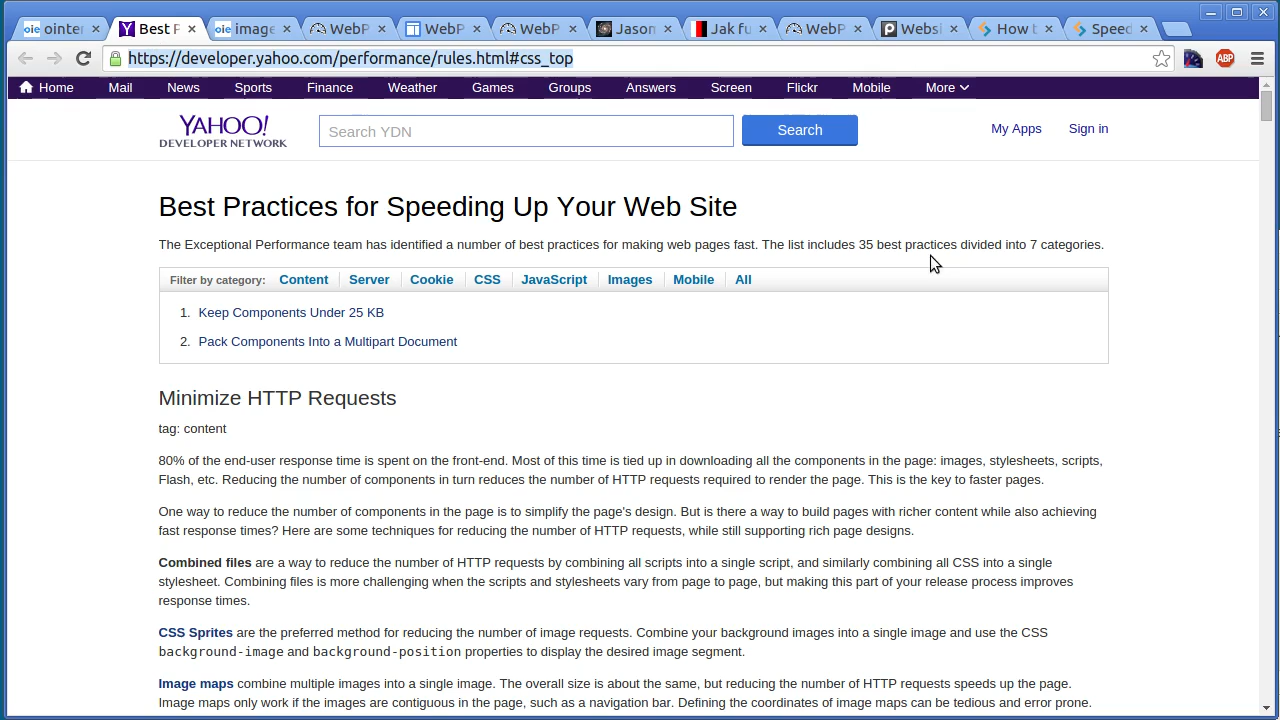 ointer
Best P
image
WebP
WebP
WebP
Jason
Jak fu
WebP
Websi
How t
Speed
https://developer.yahoo.com/performance/rules.html#css_top
ABP
Home Mail News Sports Finance Weather Games Groups Answers Screen Flickr Mobile More
YAHOO!
DEVELOPER NETWORK
Search YDN
Search
My Apps Sign in
Best Practices for Speeding Up Your Web Site
The Exceptional Performance team has identified a number of best practices for making web pages fast. The list includes 35 best practices divided into 7 categories.
Filter by category: Content Server Cookie CSS JavaScript Images Mobile All
1. Keep Components Under 25 KB
2. Pack Components Into a Multipart Document
Minimize HTTP Requests
tag: content
80% of the end-user response time is spent on the front-end. Most of this time is tied up in downloading all the components in the page: images, stylesheets, scripts,
Flash, etc. Reducing the number of components in turn reduces the number of HTTP requests required to render the page. This is the key to faster pages.
One way to reduce the number of components in the page is to simplify the page's design. But is there a way to build pages with richer content while also achieving
fast response times? Here are some techniques for reducing the number of HTTP requests, while still supporting rich page designs.
Combined files are a way to reduce the number of HTTP requests by combining all scripts into a single script, and similarly combining all CSS into a single
stylesheet. Combining files is more challenging when the scripts and stylesheets vary from page to page, but making this part of your release process improves
response times.
CSS Sprites are the preferred method for reducing the number of image requests. Combine your background images into a single image and use the CSS
background-image and background-position properties to display the desired image segment.
Image maps combine multiple images into a single image. The overall size is about the same, but reducing the number of HTTP requests speeds up the page.
Image maps only work if the images are contiguous in the page, such as a navigation bar. Defining the coordinates of image maps can be tedious and error prone.